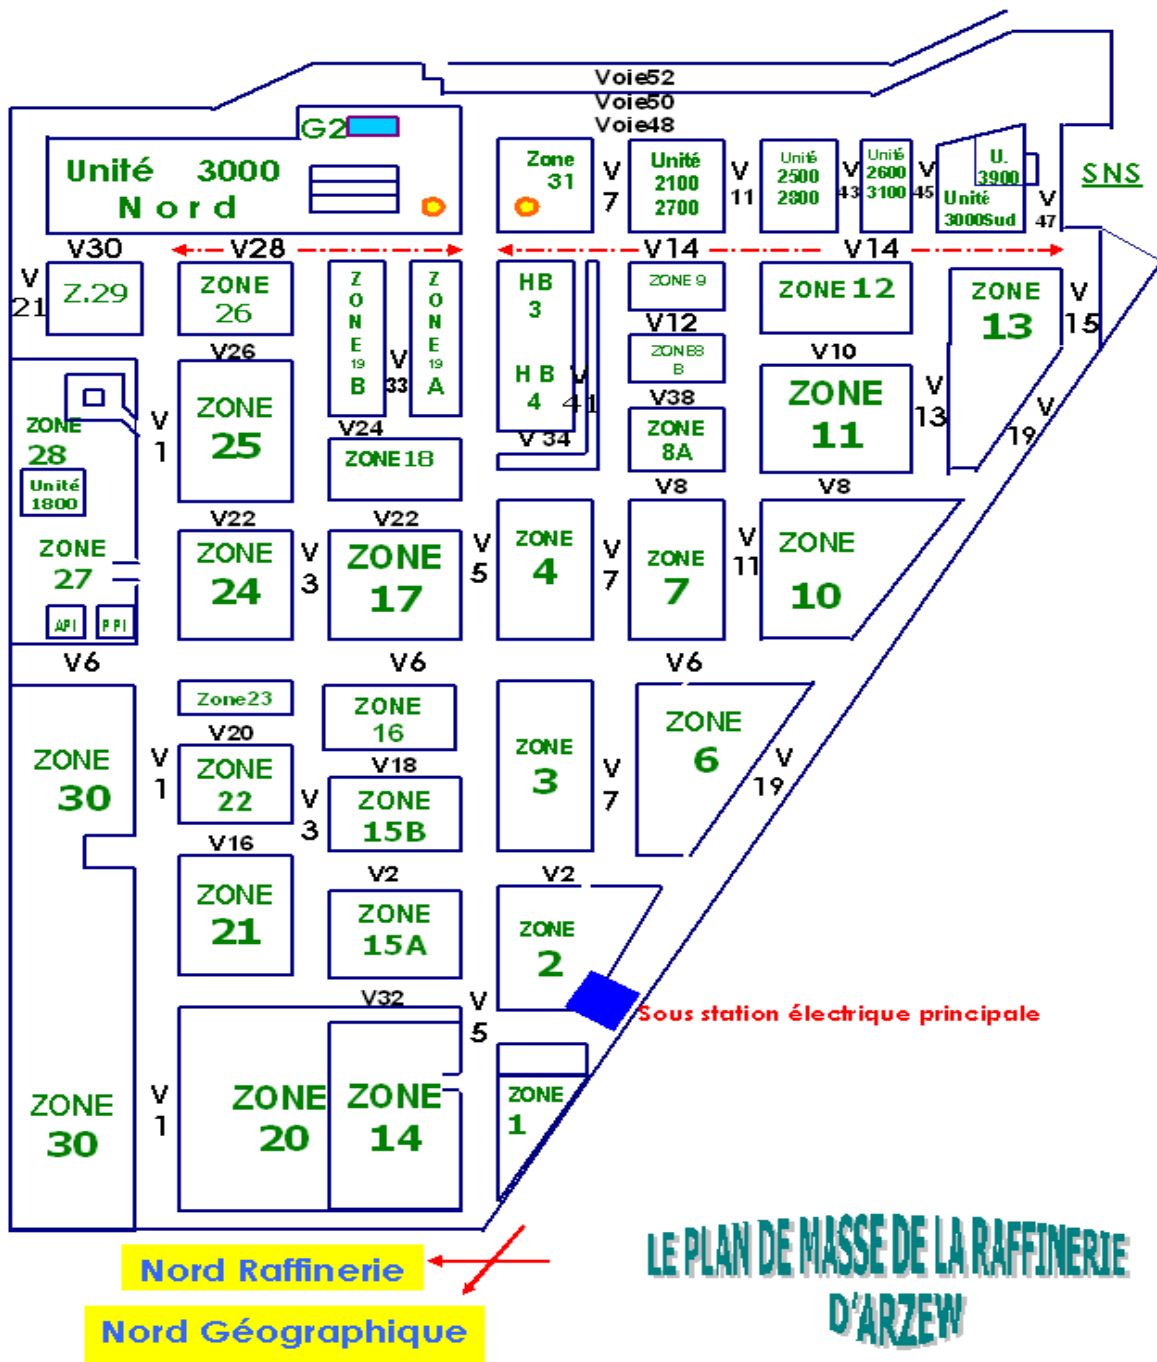 Voie52
Voie50
Voie48
G2
Unité 3000
Nord
Zone
31
V
7
Unité
2100
2700
V
11
Unité
2500
2800
V
43
Unité
2600
3100
V
45
U.
3900
Unité
3000Sud
V
47
SNS
V30
V28
V14
V14
V
21
Z.29
ZONE
26
Z
O
N
E
19
B
V
33
Z
O
N
E
19
A
HB
3
H B
4
V
41
V 34
ZONE 9
V12
ZONE8
B
V38
ZONE
8A
ZONE 12
V10
ZONE
11
V
13
ZONE
13
V
15
V
19
V26
ZONE
25
V
1
V24
ZONE 18
ZONE
28
Unité
1800
ZONE
27
API
PPI
V22
ZONE
24
V
3
V22
ZONE
17
V
5
ZONE
4
V
7
V8
ZONE
7
V
11
V8
ZONE
10
V6
V6
V6
ZONE
30
V
1
Zone23
V20
ZONE
22
V
3
ZONE
16
V18
ZONE
15B
ZONE
3
V
7
ZONE
6
V
19
V16
ZONE
21
V2
ZONE
15A
V2
ZONE
2
Sous station électrique principale
V32
V
5
ZONE
30
V
1
ZONE
20
ZONE
14
ZONE
1
Nord Raffinerie
Nord Géographique
LE PLAN DE MASSE DE LA RAFFINERIE
D'ARZEW